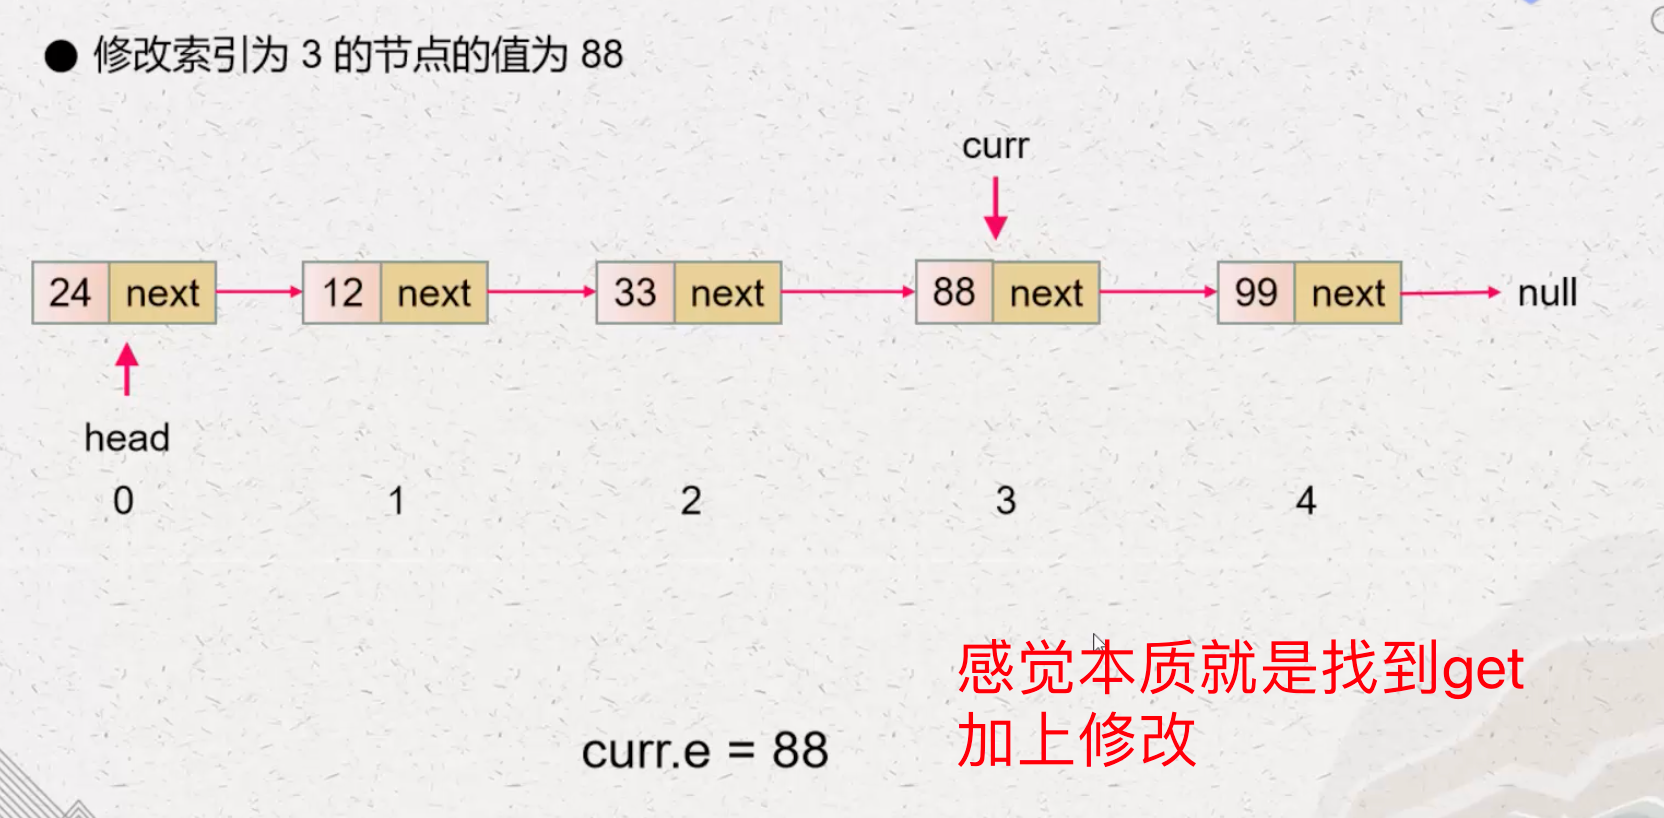 ● 修改索引为 3 的节点的值为 88
curr
24 next 12 next 33 next 88 next 99 next null
head
0 1 2 3 4
感觉本质就是找到get
加上修改
curr.e = 88